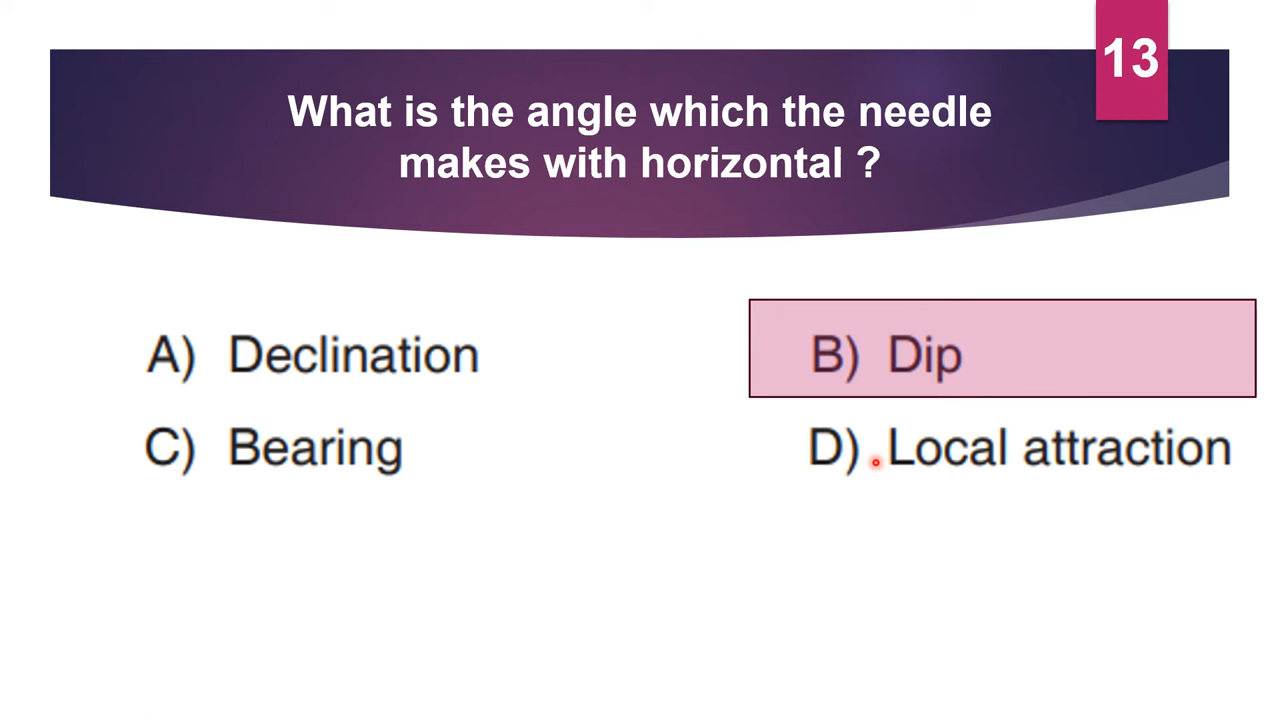 13
What is the angle which the needle
makes with horizontal ?
A) Declination
B) Dip
C) Bearing
D) Local attraction